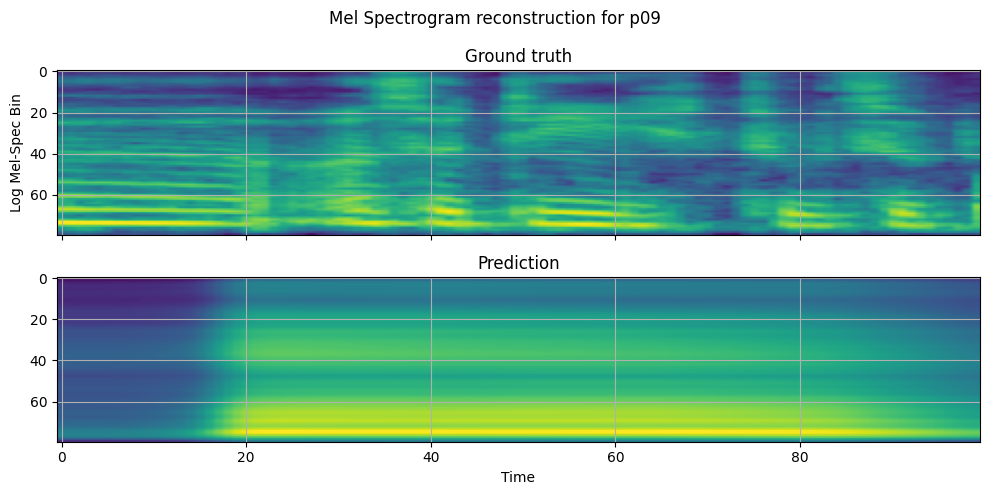 Mel Spectrogram reconstruction for p09
Ground truth
Log Mel-Spec Bin
0
20
40
60
Prediction
0
20
40
60
0 20 40 60 80
Time